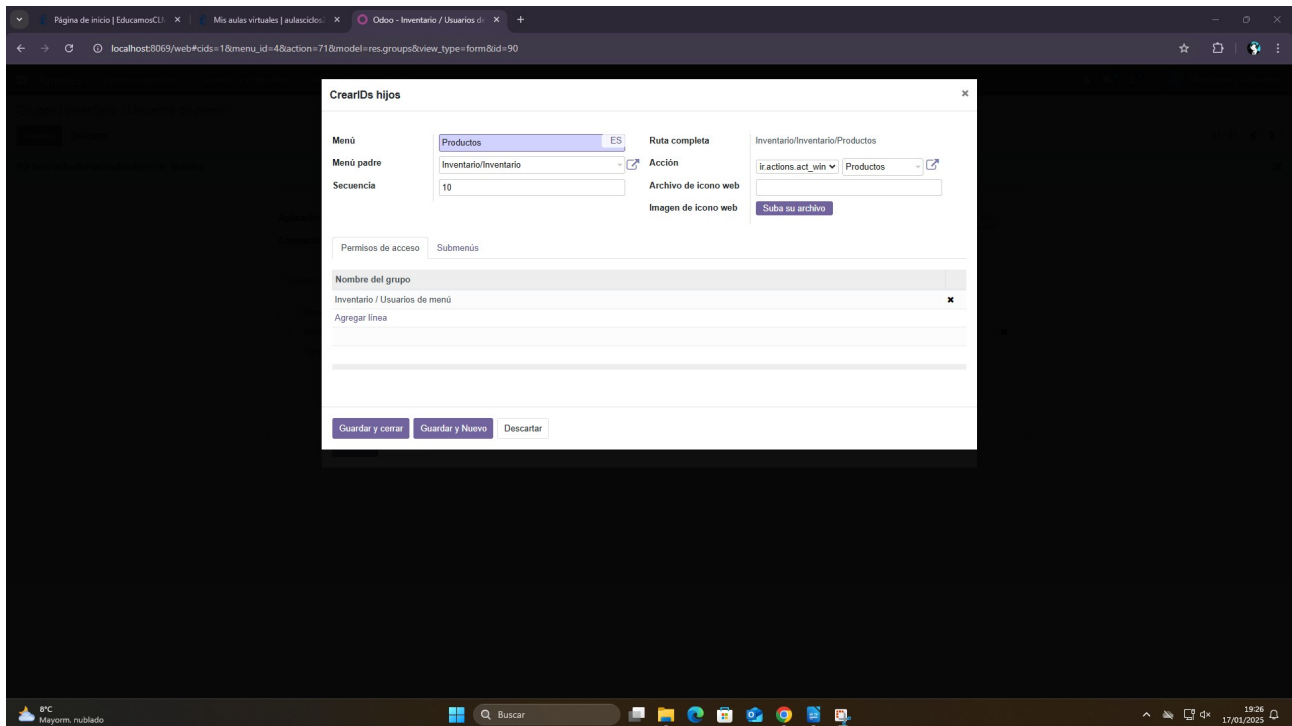 Página de inicio | EducamosCLI
Mis aulas virtuales | aulasciclos
Odoo - Inventario / Usuarios de
localhost:8069/web#cids=1&menu_id=4&action=71&model=res.groups&view_type=form&id=90
CrearIDs hijos
Menú
Productos
ES
Ruta completa
Inventario/Inventario/Productos
Menú padre
Inventario/Inventario
Acción
ir.actions.act_win
Productos
Secuencia
10
Archivo de icono web
Imagen de icono web
Suba su archivo
Permisos de acceso
Submenús
Nombre del grupo
Inventario / Usuarios de menú
Agregar línea
Guardar y cerrar
Guardar y Nuevo
Descartar
8°C
Mayorm. nublado
Buscar
19:26
17/01/2025